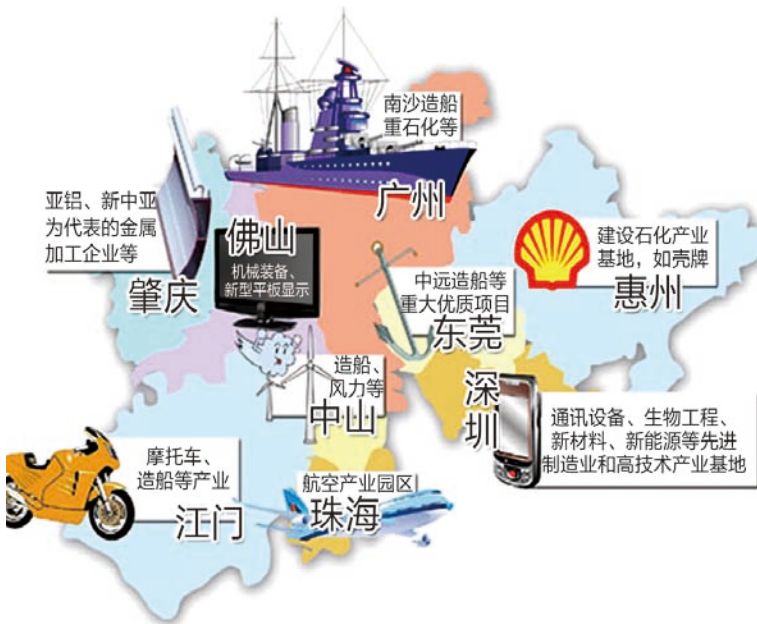 南沙造船
重石化等
广州
亚铝、新中亚
为代表的金属
加工企业等
肇庆
佛山
机械装备、
新型平板显示
中远造船等
重大优质项目
东莞
建设石化产业
基地，如壳牌
惠州
造船、
风力等
中山
深圳
通讯设备、生物工程、
新材料、新能源等先进
制造业和高技术产业基地
摩托车、
造船等产业
江门
航空产业园区
珠海